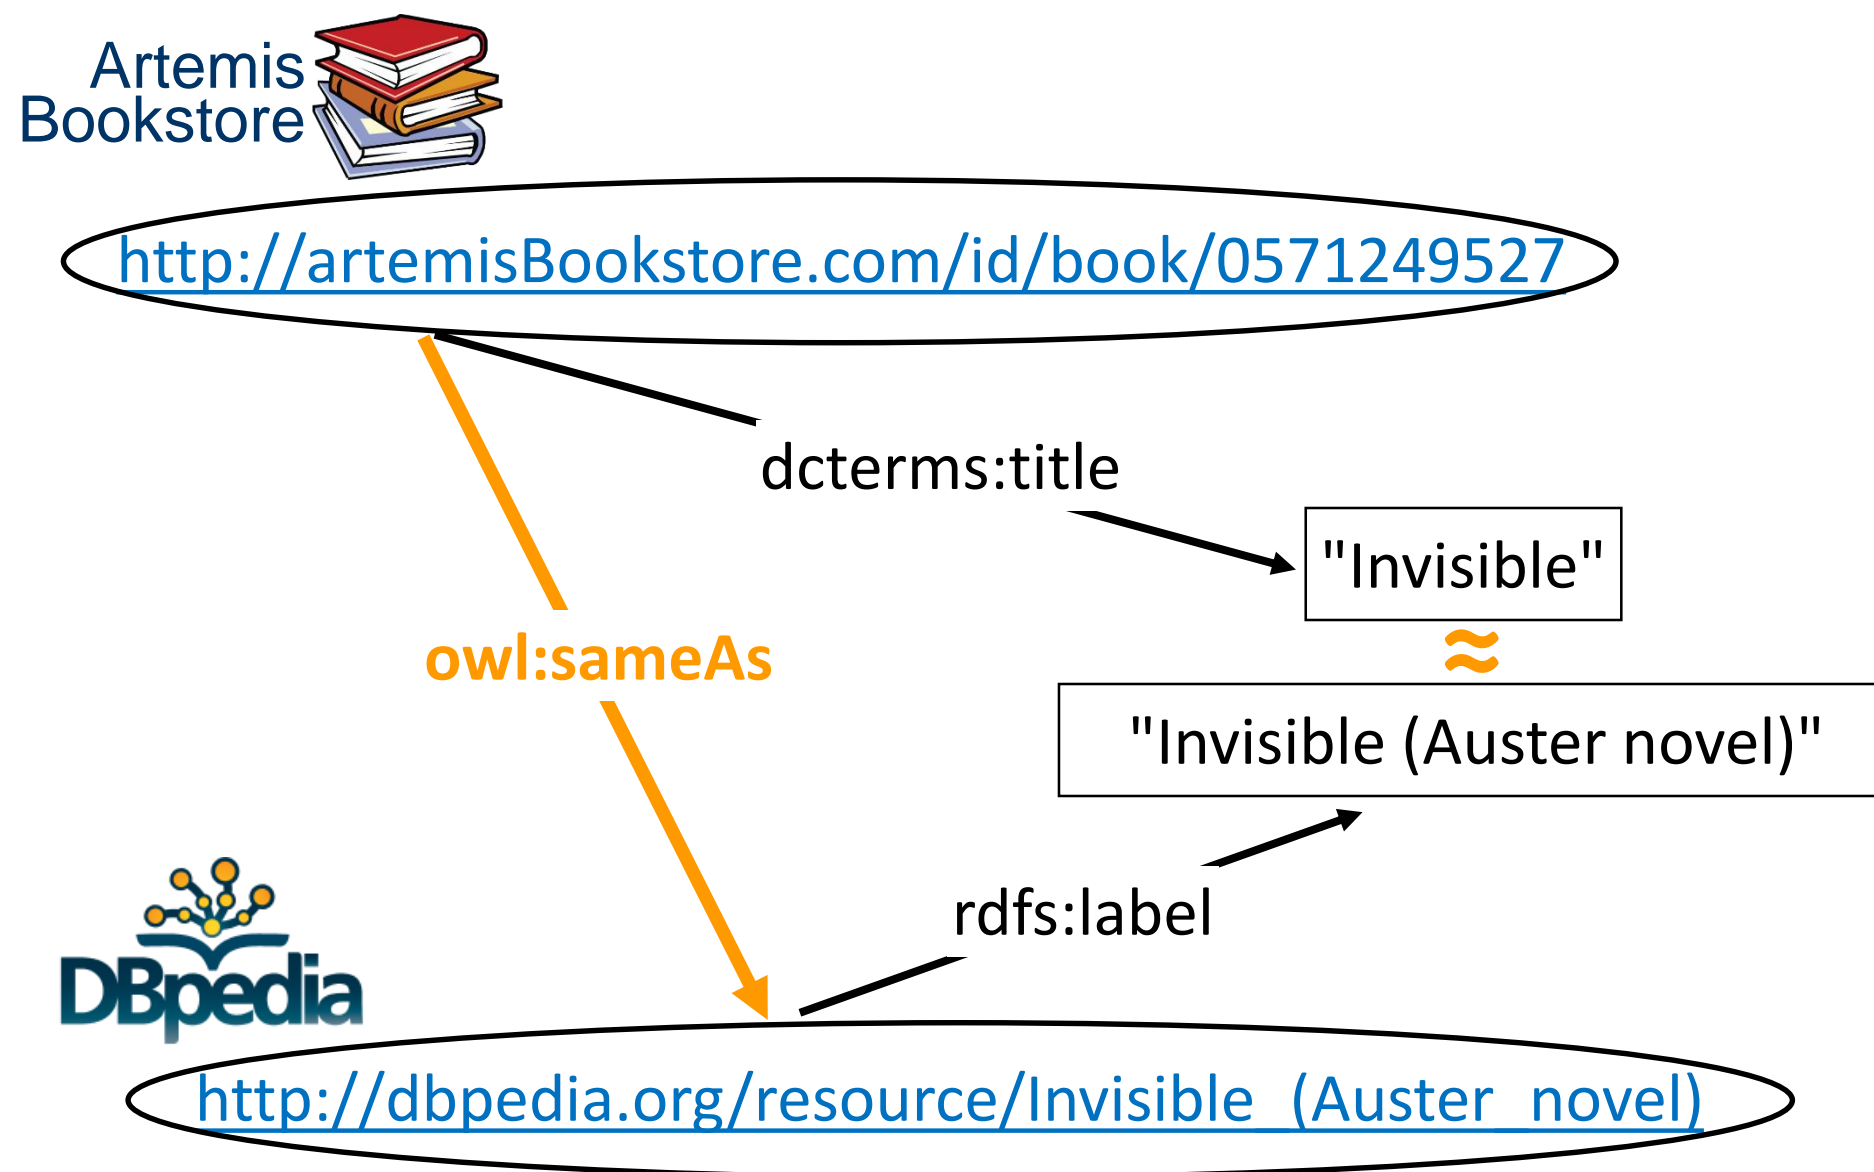 Artemis
Bookstore
http://artemisBookstore.com/id/book/0571249527
dcterms:title
"Invisible"
≈
owl:sameAs
"Invisible (Auster novel)"
rdfs:label
DBpedia
http://dbpedia.org/resource/Invisible_(Auster_novel)